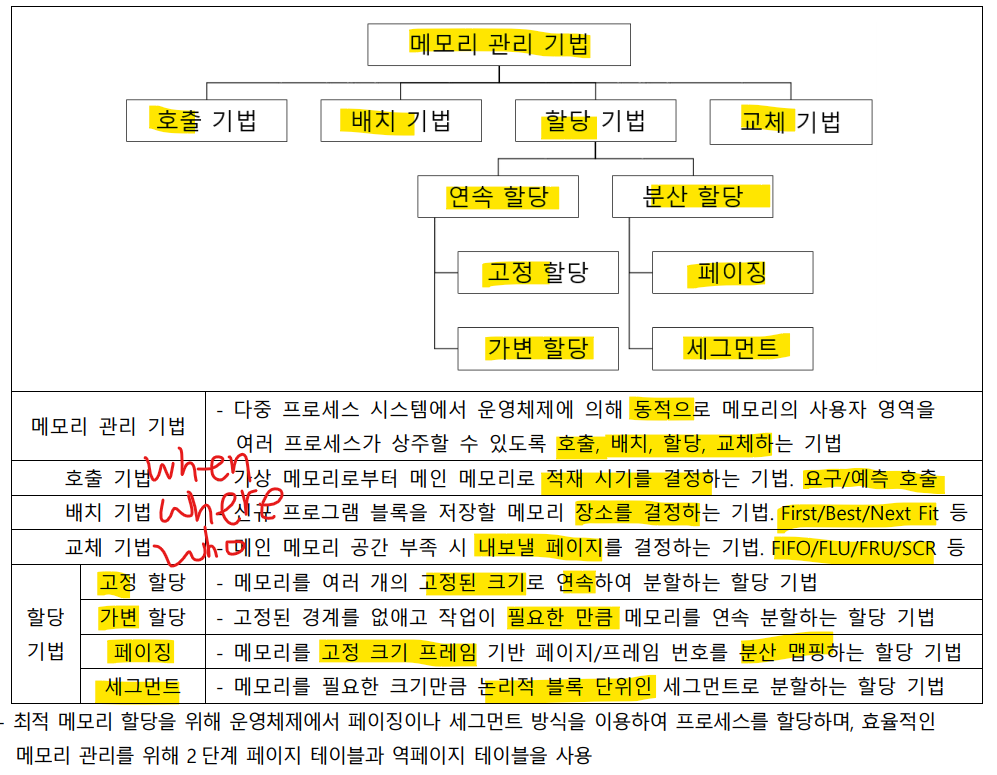 메모리 관리 기법
호출 기법 배치 기법 할당 기법 교체 기법
연속 할당 분산 할당
고정 할당 페이징
가변 할당 세그먼트
메모리 관리 기법 - 다중 프로세스 시스템에서 운영체제에 의해 동적으로 메모리의 사용자 영역을
여러 프로세스가 상주할 수 있도록 호출, 배치, 할당, 교체하는 기법
호출 기법 when - 가상 메모리로부터 메인 메모리로 적재 시기를 결정하는 기법. 요구/예측 호출
배치 기법 where - 신규 프로그램 블록을 저장할 메모리 장소를 결정하는 기법. First/Best/Next Fit 등
교체 기법 who - 메인 메모리 공간 부족 시 내보낼 페이지를 결정하는 기법. FIFO/FLU/FRU/SCR 등
할당
기법
고정 할당 - 메모리를 여러 개의 고정된 크기로 연속하여 분할하는 할당 기법
가변 할당 - 고정된 경계를 없애고 작업이 필요한 만큼 메모리를 연속 분할하는 할당 기법
페이징 - 메모리를 고정 크기 프레임 기반 페이지/프레임 번호를 분산 맵핑하는 할당 기법
세그먼트 - 메모리를 필요한 크기만큼 논리적 블록 단위인 세그먼트로 분할하는 할당 기법
- 최적 메모리 할당을 위해 운영체제에서 페이징이나 세그먼트 방식을 이용하여 프로세스를 할당하며, 효율적인
메모리 관리를 위해 2단계 페이지 테이블과 역페이지 테이블을 사용